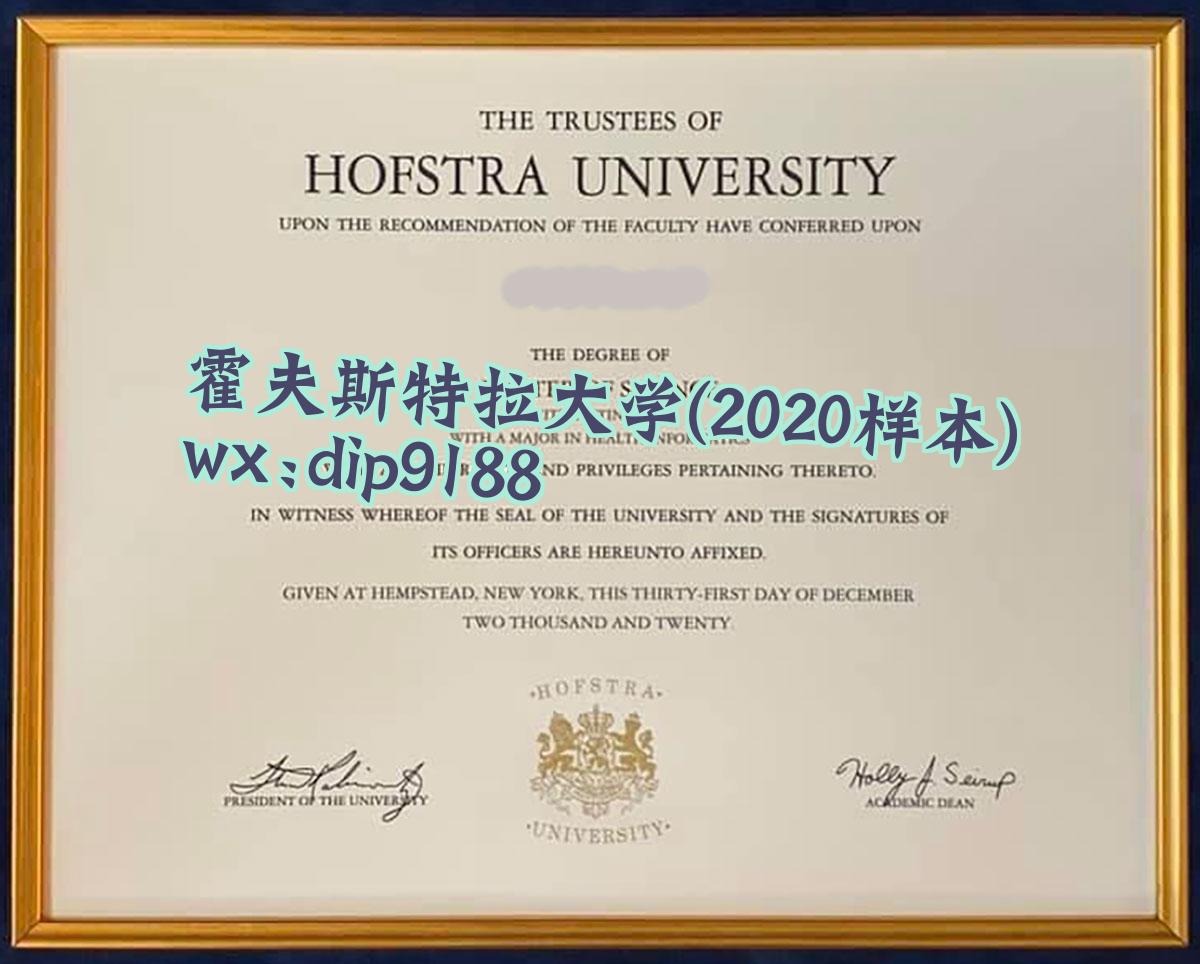 THE TRUSTEES OF
HOFSTRA UNIVERSITY
UPON THE RECOMMENDATION OF THE FACULTY HAVE CONFERRED UPON
THE DEGREE OF
霍夫斯特拉大学(2020样本)
WITH A MAJOR IN HEALTH INFORMATICS
wx:dip9188
AND PRIVILEGES PERTAINING THERETO.
IN WITNESS WHEREOF THE SEAL OF THE UNIVERSITY AND THE SIGNATURES OF
ITS OFFICERS ARE HEREUNTO AFFIXED.
GIVEN AT HEMPSTEAD, NEW YORK, THIS THIRTY-FIRST DAY OF DECEMBER
TWO THOUSAND AND TWENTY
·HOFSTRA·
Holly J Seirup
PRESIDENT OF THE UNIVERSITY
ACADEMIC DEAN
·UNIVERSITY·